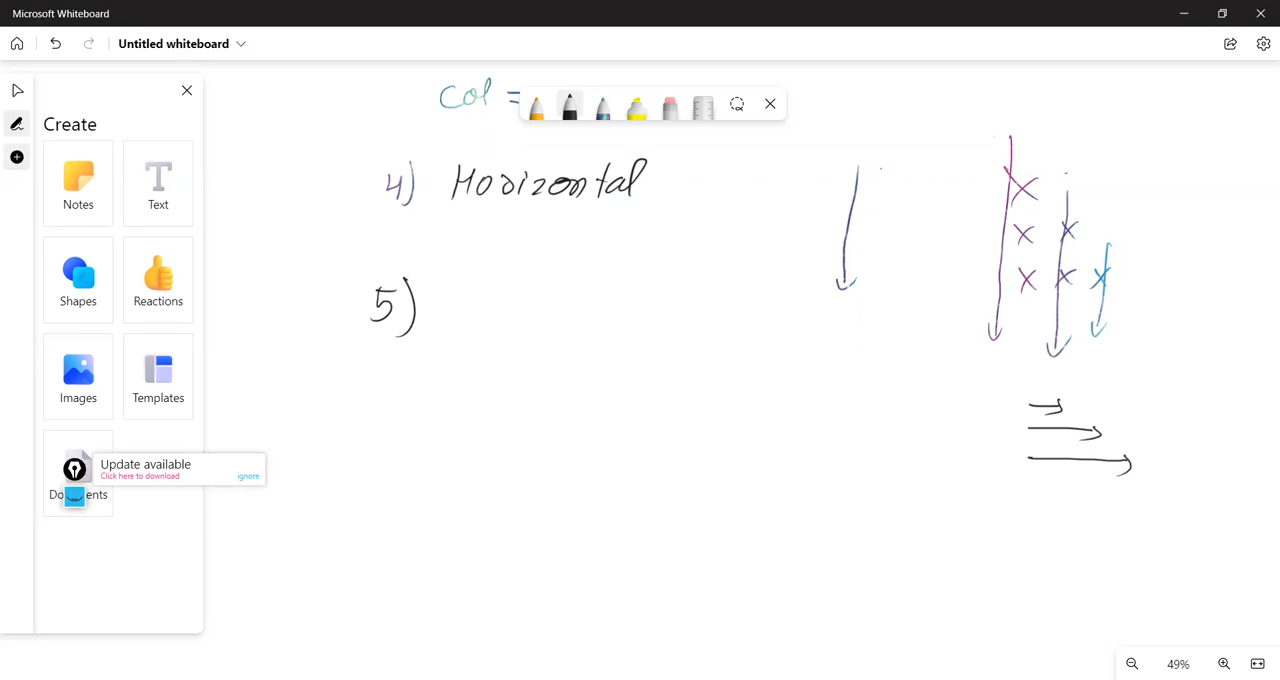 Microsoft Whiteboard
Untitled whiteboard
Create
Notes
Text
Shapes
Reactions
Images
Templates
Update available
Click here to download
ignore
Documents
col =
4) Horizontal
5)
x
x x
x x x
49%